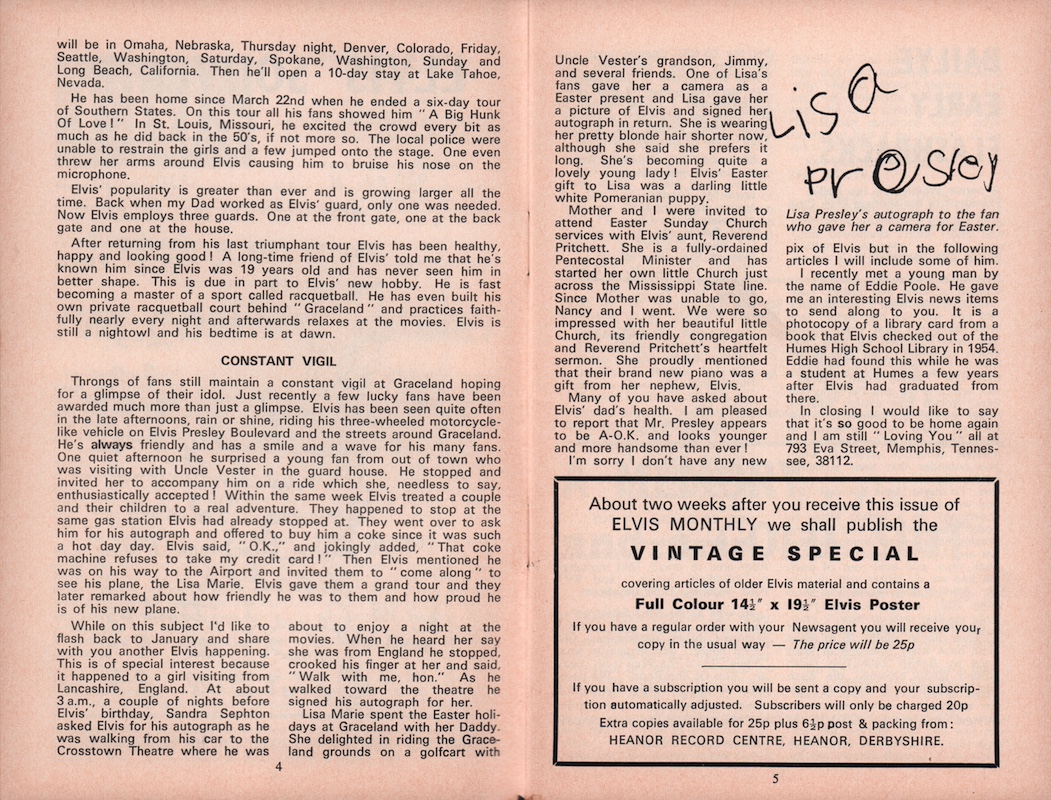 will be in Omaha, Nebraska, Thursday night, Denver, Colorado, Friday,
Seattle, Washington, Saturday, Spokane, Washington, Sunday and
Long Beach, California. Then he'll open a 10-day stay at Lake Tahoe,
Nevada.
He has been home since March 22nd when he ended a six-day tour
of Southern States. On this tour all his fans showed him "A Big Hunk
Of Love!" In St. Louis, Missouri, he excited the crowd every bit as
much as he did back in the 50's, if not more so. The local police were
unable to restrain the girls and a few jumped onto the stage. One even
threw her arms around Elvis causing him to bruise his nose on the
microphone.
Elvis' popularity is greater than ever and is growing larger all the
time. Back when my Dad worked as Elvis' guard, only one was needed.
Now Elvis employs three guards. One at the front gate, one at the back
gate and one at the house.
After returning from his last triumphant tour Elvis has been healthy,
happy and looking good! A long-time friend of Elvis' told me that he's
known him since Elvis was 19 years old and has never seen him in
better shape. This is due in part to Elvis' new hobby. He is fast
becoming a master of a sport called racquetball. He has even built his
own private racquetball court behind "Graceland" and practices faith-
fully nearly every night and afterwards relaxes at the movies. Elvis is
still a nightowl and his bedtime is at dawn.
CONSTANT VIGIL
Throngs of fans still maintain a constant vigil at Graceland hoping
for a glimpse of their idol. Just recently a few lucky fans have been
awarded much more than just a glimpse. Elvis has been seen quite often
in the late afternoons, rain or shine, riding his three-wheeled motorcycle-
like vehicle on Elvis Presley Boulevard and the streets around Graceland.
He's always friendly and has a smile and a wave for his many fans.
One quiet afternoon he surprised a young fan from out of town who
was visiting with Uncle Vester in the guard house. He stopped and
invited her to accompany him on a ride which she, needless to say,
enthusiastically accepted! Within the same week Elvis treated a couple
and their children to a real adventure. They happened to stop at the
same gas station Elvis had already stopped at. They went over to ask
him for his autograph and offered to buy him a coke since it was such
a hot day day. Elvis said, "O.K.," and jokingly added, "That coke
machine refuses to take my credit card!" Then Elvis mentioned he
was on his way to the Airport and invited them to "come along" to
see his plane, the Lisa Marie. Elvis gave them a grand tour and they
later remarked about how friendly he was to them and how proud he
is of his new plane.
While on this subject I'd like to
flash back to January and share
with you another Elvis happening.
This is of special interest because
it happened to a girl visiting from
Lancashire, England. At about
3 a.m., a couple of nights before
Elvis' birthday, Sandra Sephton
asked Elvis for his autograph as he
was walking from his car to the
Crosstown Theatre where he was
about to enjoy a night at the
movies. When he heard her say
she was from England he stopped,
crooked his finger at her and said,
"Walk with me, hon." As he
walked toward the theatre he
signed his autograph for her.
Lisa Marie spent the Easter holi-
days at Graceland with her Daddy.
She delighted in riding the Grace-
land grounds on a golfcart with
4
Uncle Vester's grandson, Jimmy,
and several friends. One of Lisa's
fans gave her a camera as a
Easter present and Lisa gave her
a picture of Elvis and signed her
autograph in return. She is wearing
her pretty blonde hair shorter now,
although she said she prefers it
long. She's becoming quite a
lovely young lady! Elvis' Easter
gift to Lisa was a darling little
white Pomeranian puppy.
Mother and I were invited to
attend Easter Sunday Church
services with Elvis' aunt, Reverend
Pritchett. She is a fully-ordained
Pentecostal Minister and has
started her own little Church just
across the Mississippi State line.
Since Mother was unable to go,
Nancy and I went. We were so
impressed with her beautiful little
Church, its friendly congregation
and Reverend Pritchett's heartfelt
sermon. She proudly mentioned
that their brand new piano was a
gift from her nephew, Elvis.
Many of you have asked about
Elvis' dad's health. I am pleased
to report that Mr. Presley appears
to be A-O.K. and looks younger
and more handsome than ever!
I'm sorry I don't have any new
Lisa
Presley
Lisa Presley's autograph to the fan
who gave her a camera for Easter.
pix of Elvis but in the following
articles I will include some of him.
I recently met a young man by
the name of Eddie Poole. He gave
me an interesting Elvis news items
to send along to you. It is a
photocopy of a library card from a
book that Elvis checked out of the
Humes High School Library in 1954.
Eddie had found this while he was
a student at Humes a few years
after Elvis had graduated from
there.
In closing I would like to say
that it's so good to be home again
and I am still "Loving You" all at
793 Eva Street, Memphis, Tennes-
see, 38112.
About two weeks after you receive this issue of
ELVIS MONTHLY we shall publish the
VINTAGE SPECIAL
covering articles of older Elvis material and contains a
Full Colour 14½" x 19½" Elvis Poster
If you have a regular order with your Newsagent you will receive your
copy in the usual way — The price will be 25p
If you have a subscription you will be sent a copy and your subscrip-
tion automatically adjusted. Subscribers will only be charged 20p
Extra copies available for 25p plus 6½p post & packing from:
HEANOR RECORD CENTRE, HEANOR, DERBYSHIRE.
5